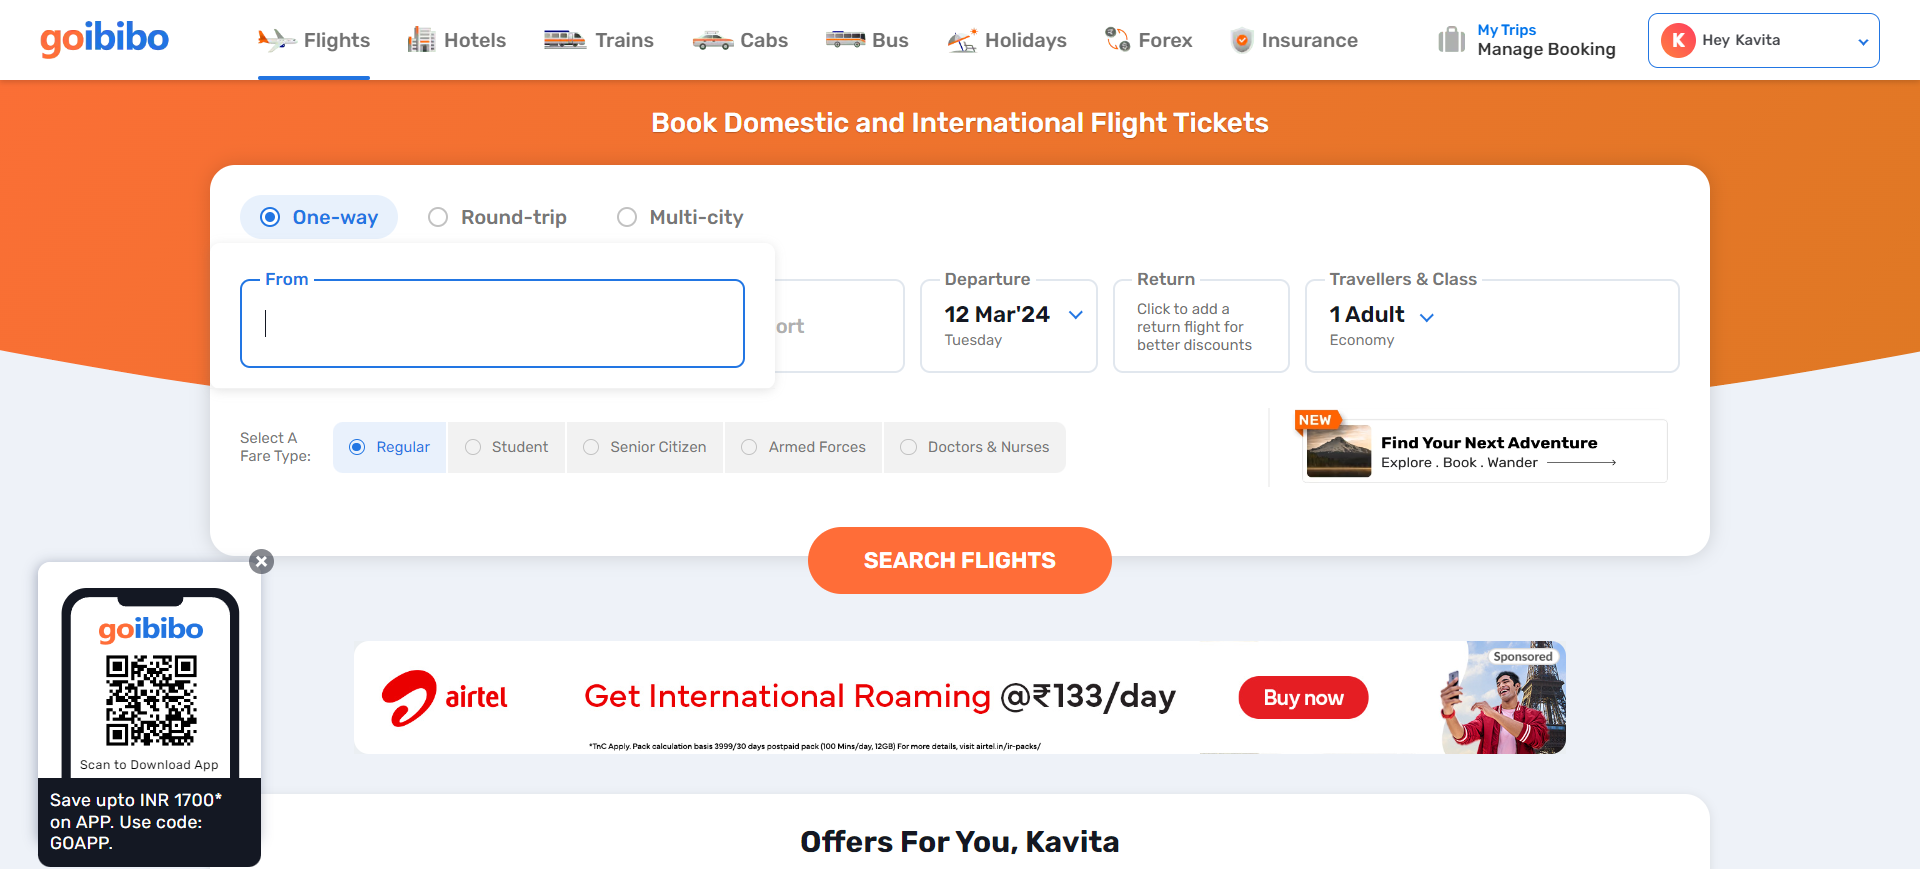 goibibo
Flights
Hotels
Trains
Cabs
Bus
Holidays
Forex
Insurance
My Trips
Manage Booking
K
Hey Kavita
Book Domestic and International Flight Tickets
One-way
Round-trip
Multi-city
From
ort
Departure
12 Mar'24
Tuesday
Return
Click to add a
return flight for
better discounts
Travellers & Class
1 Adult
Economy
Select A
Fare Type:
Regular
Student
Senior Citizen
Armed Forces
Doctors & Nurses
NEW
Find Your Next Adventure
Explore . Book . Wander
SEARCH FLIGHTS
goibibo
Scan to Download App
Save upto INR 1700*
on APP. Use code:
GOAPP.
airtel
Get International Roaming @₹133/day
*TnC Apply. Pack calculation basis 3999/30 days postpaid pack (100 Mins/day, 12GB) For more details, visit airtel.in/ir-packs/
Buy now
Sponsored
Offers For You, Kavita